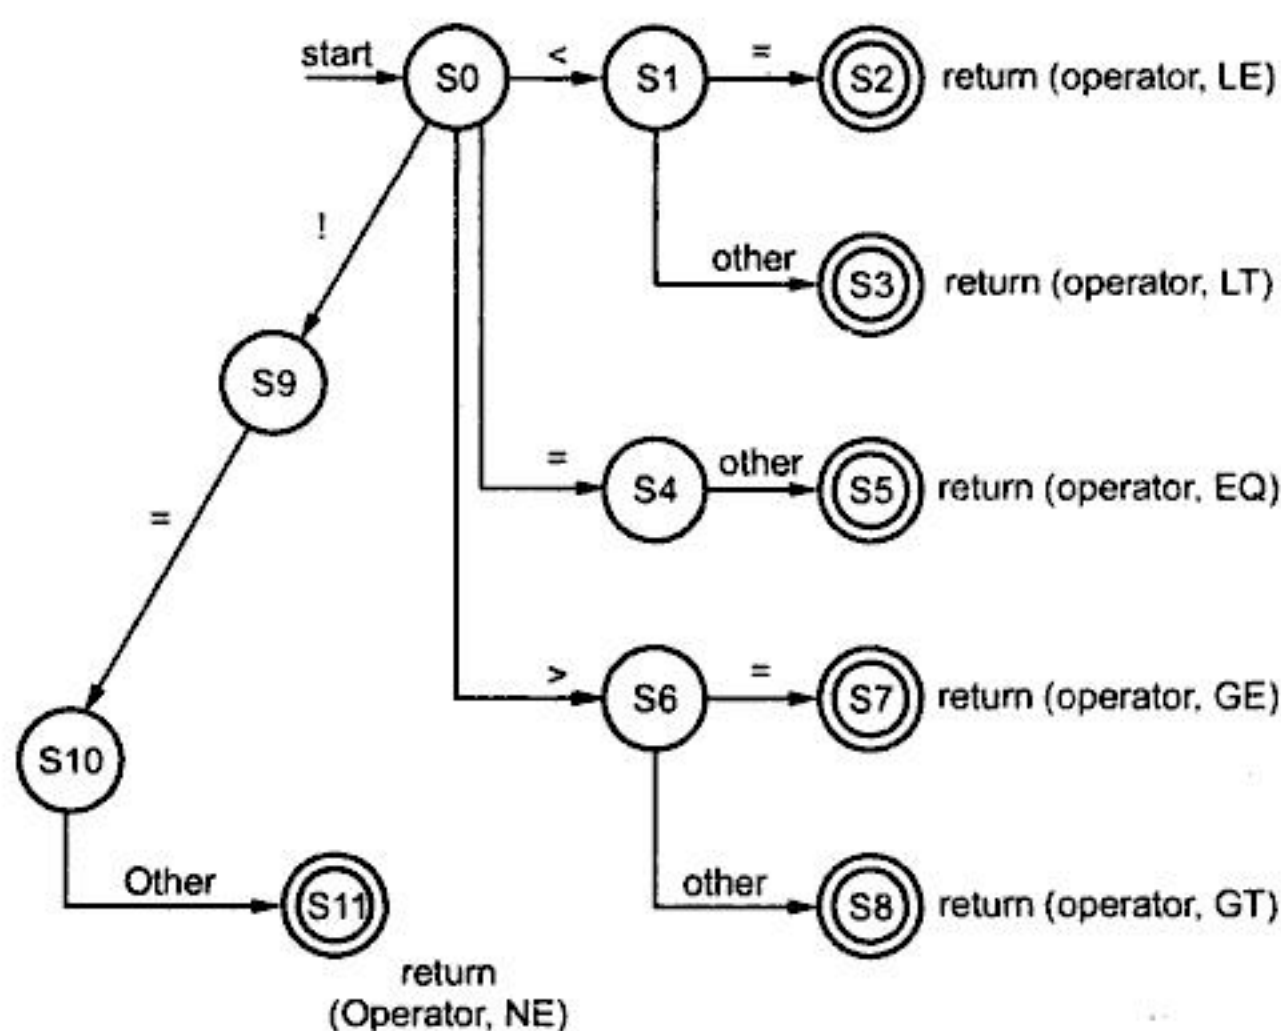 start
S0
<
S1
=
S2
return (operator, LE)
!
other
S3
return (operator, LT)
S9
=
=
S4
other
S5
return (operator, EQ)
>
S6
=
S7
return (operator, GE)
S10
Other
S11
return
(Operator, NE)
other
S8
return (operator, GT)